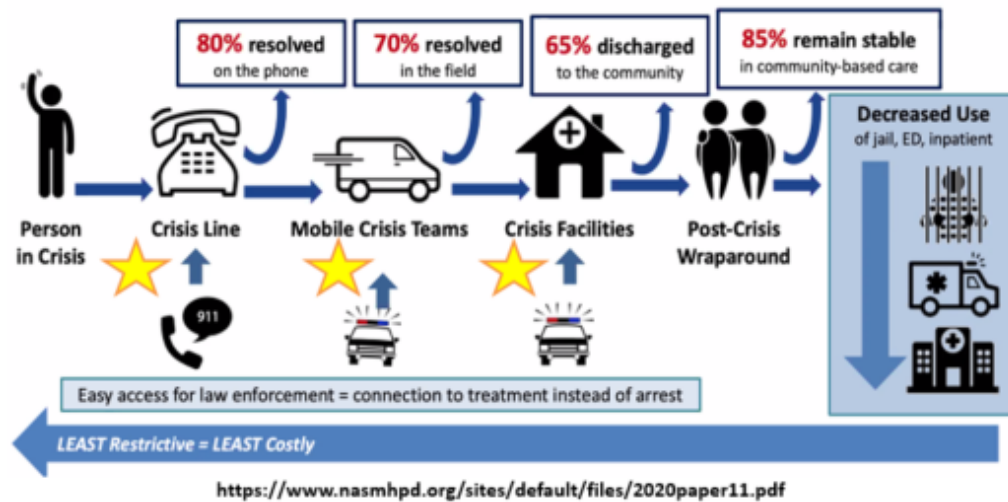 80% resolved
on the phone
70% resolved
in the field
65% discharged
to the community
85% remain stable
in community-based care
Decreased Use
of jail, ED, inpatient
Person
in Crisis
Crisis Line
Mobile Crisis Teams
Crisis Facilities
Post-Crisis
Wraparound
911
Easy access for law enforcement = connection to treatment instead of arrest
LEAST Restrictive = LEAST Costly
https://www.nasmhpd.org/sites/default/files/2020paper11.pdf